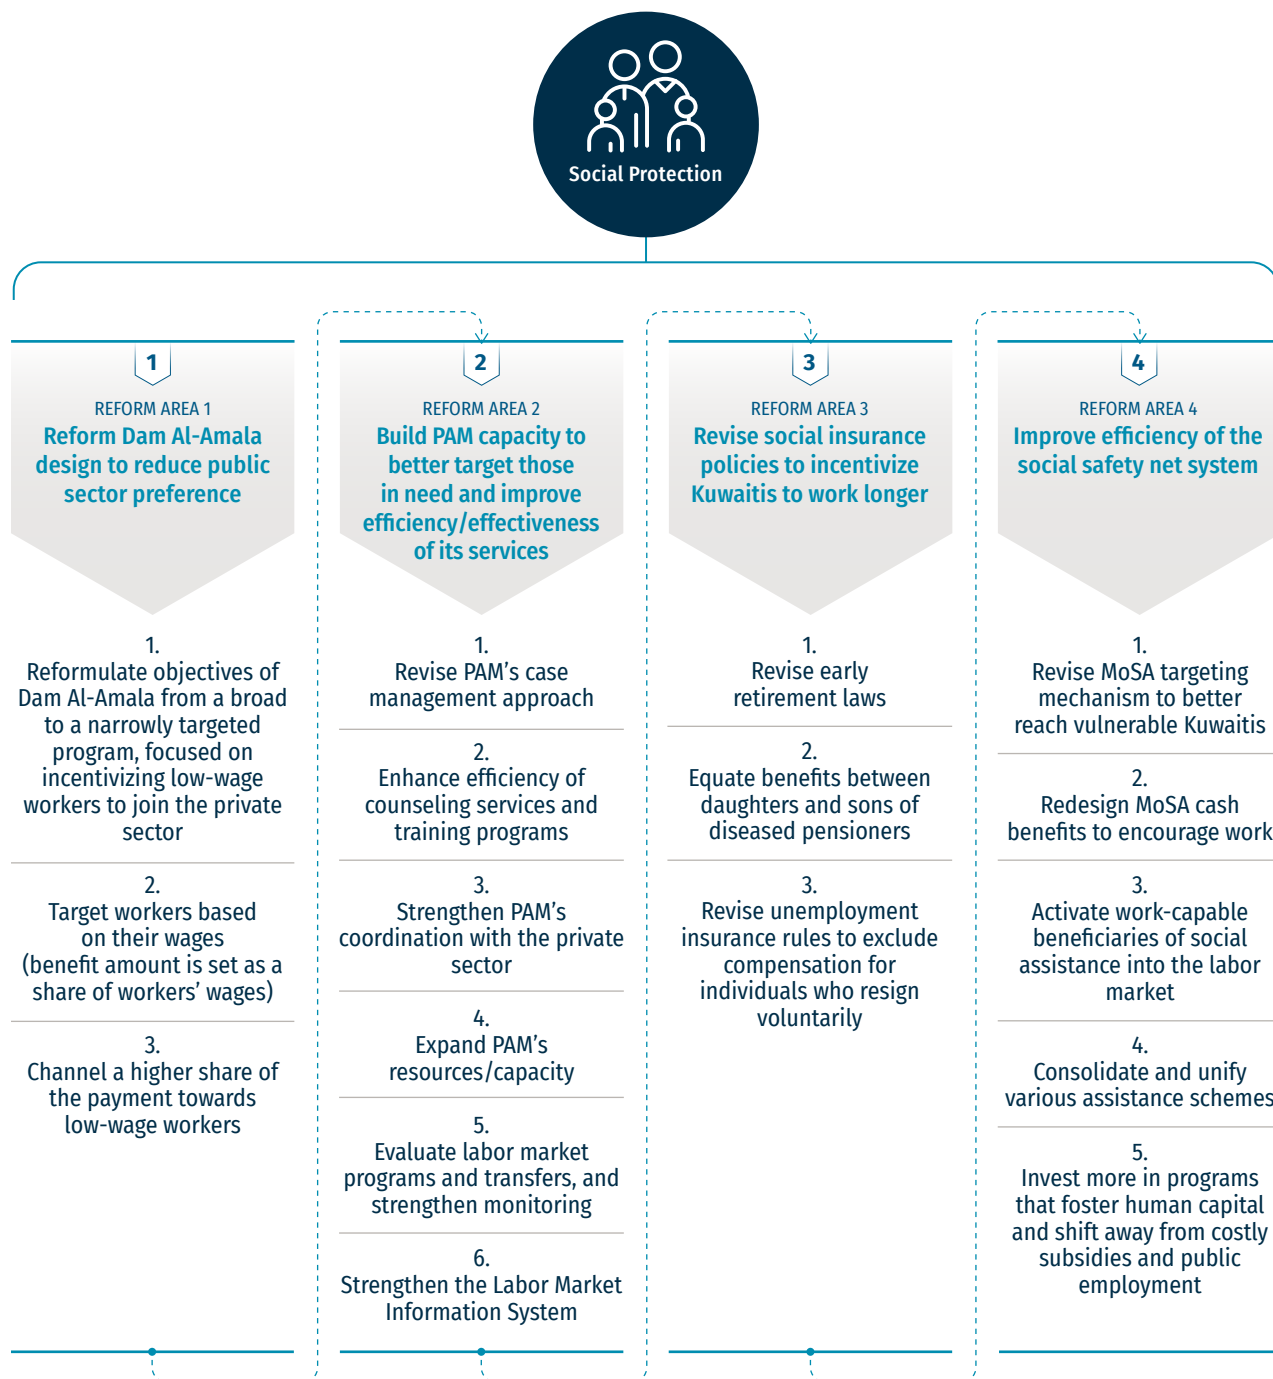 Social Protection
1
REFORM AREA 1
Reform Dam Al-Amala
design to reduce public
sector preference
1.
Reformulate objectives of
Dam Al-Amala from a broad
to a narrowly targeted
program, focused on
incentivizing low-wage
workers to join the private
sector
2.
Target workers based
on their wages
(benefit amount is set as a
share of workers’ wages)
3.
Channel a higher share of
the payment towards
low-wage workers
2
REFORM AREA 2
Build PAM capacity to
better target those
in need and improve
efficiency/effectiveness
of its services
1.
Revise PAM’s case
management approach
2.
Enhance efficiency of
counseling services and
training programs
3.
Strengthen PAM’s
coordination with the private
sector
4.
Expand PAM’s
resources/capacity
5.
Evaluate labor market
programs and transfers, and
strengthen monitoring
6.
Strengthen the Labor Market
Information System
3
REFORM AREA 3
Revise social insurance
policies to incentivize
Kuwaitis to work longer
1.
Revise early
retirement laws
2.
Equate benefits between
daughters and sons of
diseased pensioners
3.
Revise unemployment
insurance rules to exclude
compensation for
individuals who resign
voluntarily
4
REFORM AREA 4
Improve efficiency of the
social safety net system
1.
Revise MoSA targeting
mechanism to better
reach vulnerable Kuwaitis
2.
Redesign MoSA cash
benefits to encourage work
3.
Activate work-capable
beneficiaries of social
assistance into the labor
market
4.
Consolidate and unify
various assistance schemes
5.
Invest more in programs
that foster human capital
and shift away from costly
subsidies and public
employment